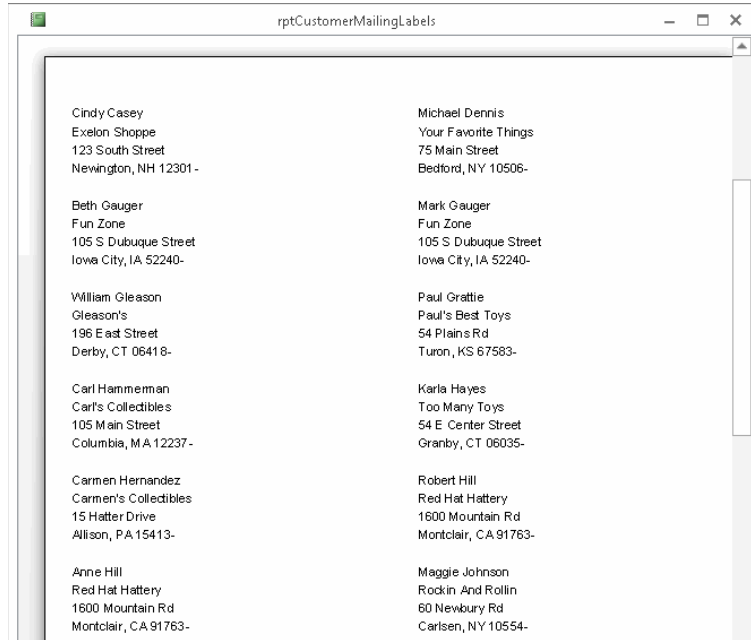 rptCustomerMailingLabels
Cindy Casey
Exelon Shoppe
123 South Street
Newington, NH 12301-
Michael Dennis
Your Favorite Things
75 Main Street
Bedford, NY 10506-
Beth Gauger
Fun Zone
105 S Dubuque Street
Iowa City, IA 52240-
Mark Gauger
Fun Zone
105 S Dubuque Street
Iowa City, IA 52240-
William Gleason
Gleason's
196 East Street
Derby, CT 06418-
Paul Grattie
Paul's Best Toys
54 Plains Rd
Turon, KS 67583-
Carl Hammerman
Carl's Collectibles
105 Main Street
Columbia, MA 12237-
Karla Hayes
Too Many Toys
54 E Center Street
Granby, CT 06035-
Carmen Hernandez
Carmen's Collectibles
15 Hatter Drive
Allison, PA 15413-
Robert Hill
Red Hat Hattery
1600 Mountain Rd
Montclair, CA 91763-
Anne Hill
Red Hat Hattery
1600 Mountain Rd
Montclair, CA 91763-
Maggie Johnson
Rockin And Rollin
60 Newbury Rd
Carlsen, NY 10554-